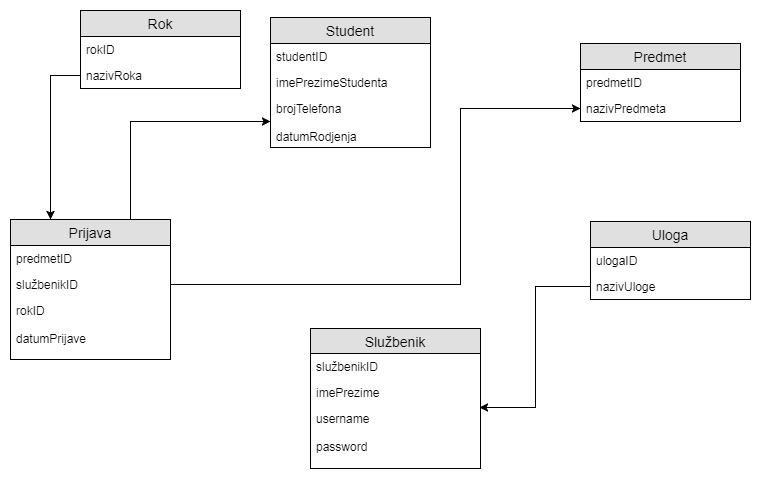 Rok
rokID
nazivRoka
Student
studentID
imePrezimeStudenta
brojTelefona
datumRodjenja
Predmet
predmetID
nazivPredmeta
Prijava
predmetID
službenikID
rokID
datumPrijave
Uloga
ulogaID
nazivUloge
Službenik
službenikID
imePrezime
username
password